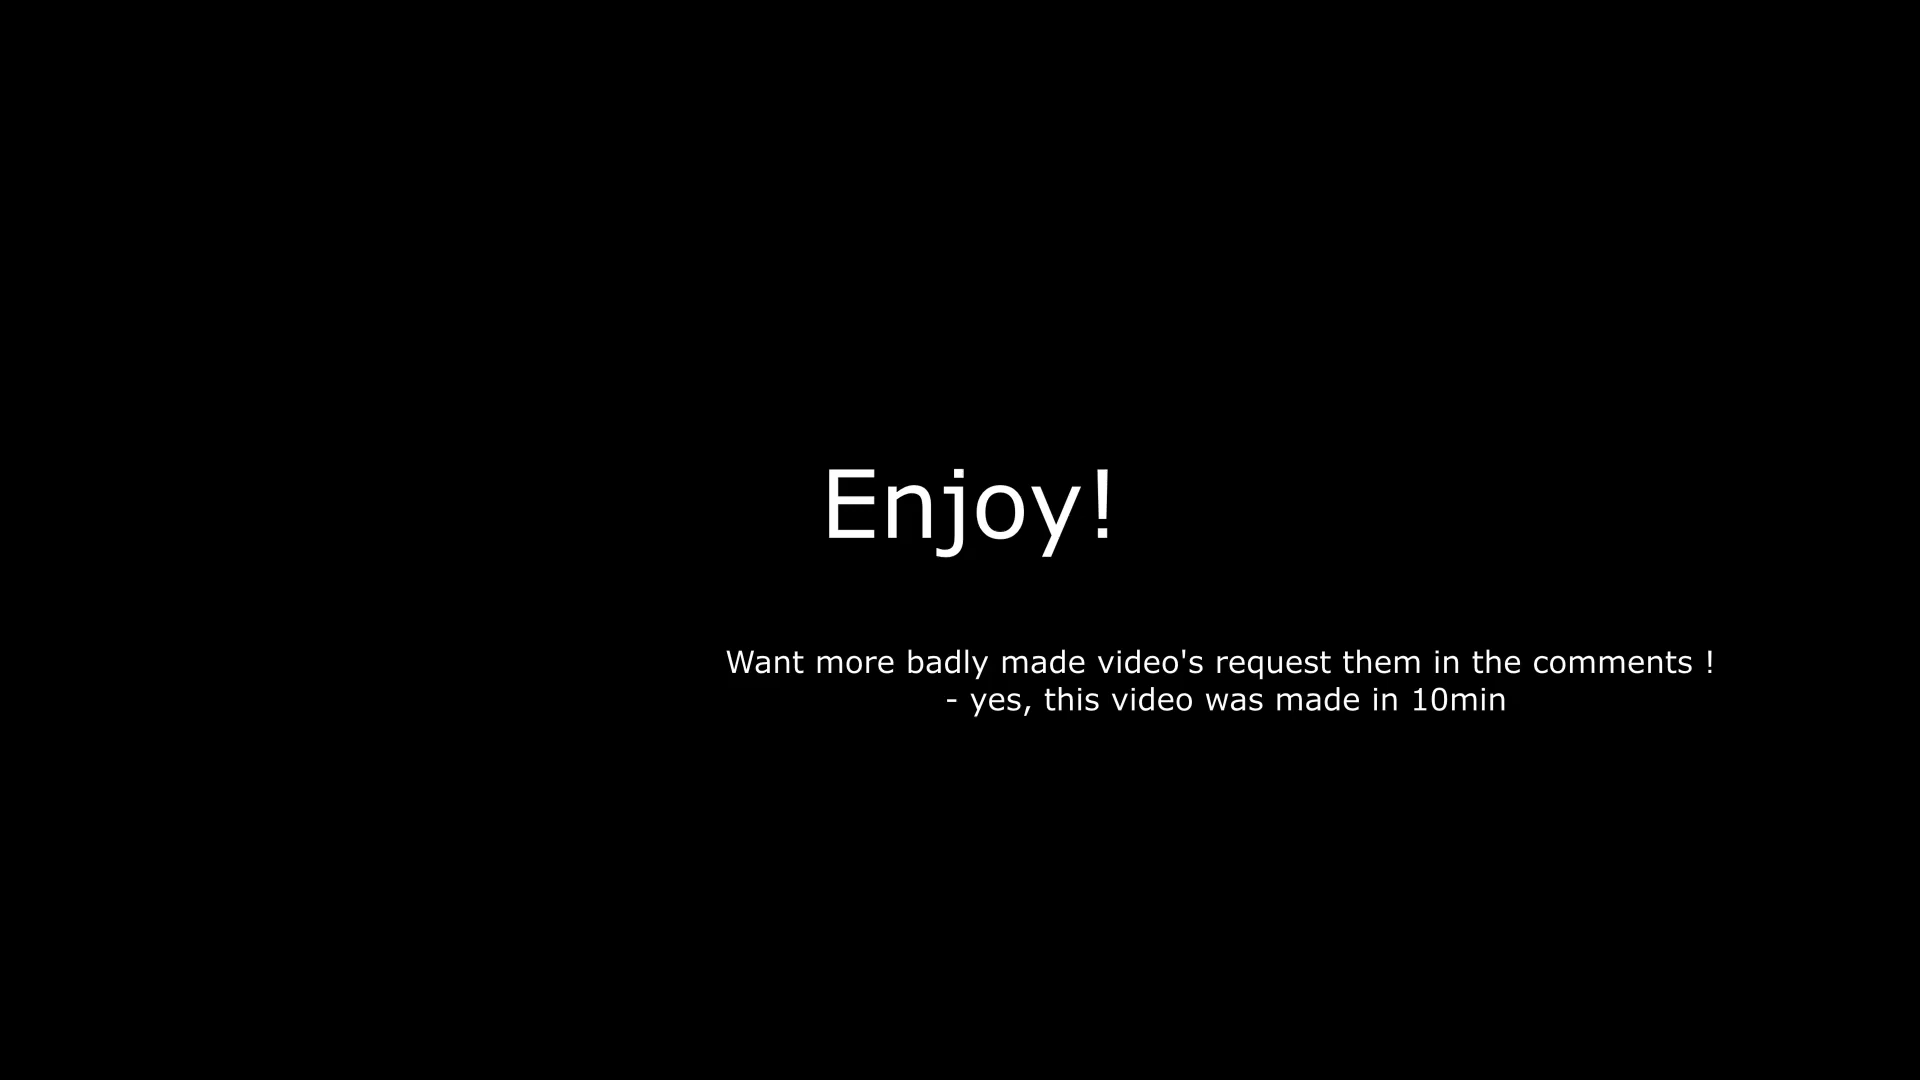 Enjoy!
Want more badly made video's request them in the comments !
- yes, this video was made in 10min